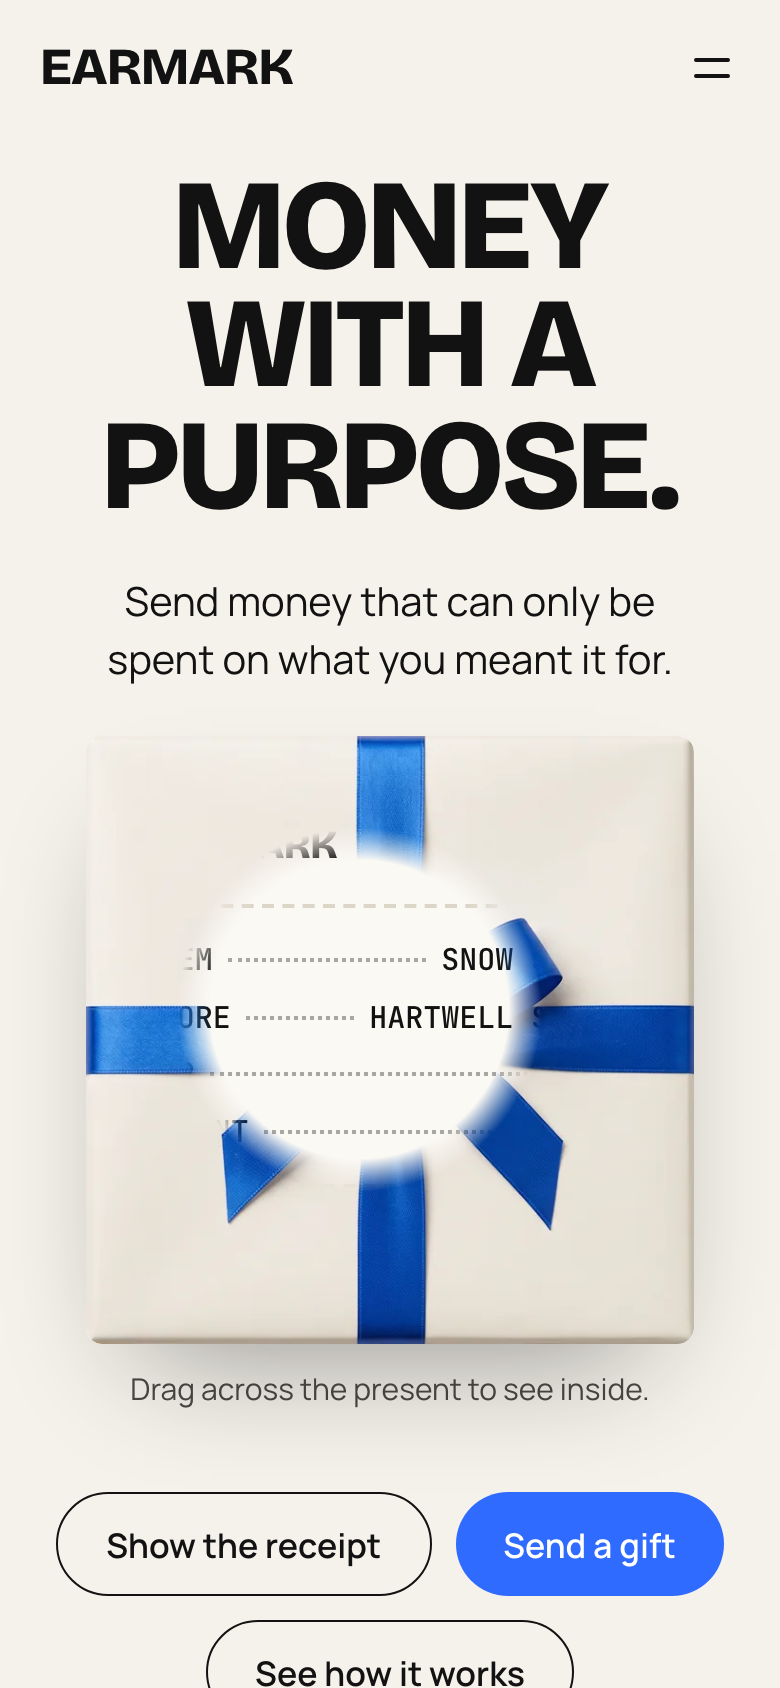 EARMARK
MONEY
WITH A
PURPOSE.
Send money that can only be
spent on what you meant it for.
SNOW
HARTWELL
Drag across the present to see inside.
Show the receipt
Send a gift
See how it works